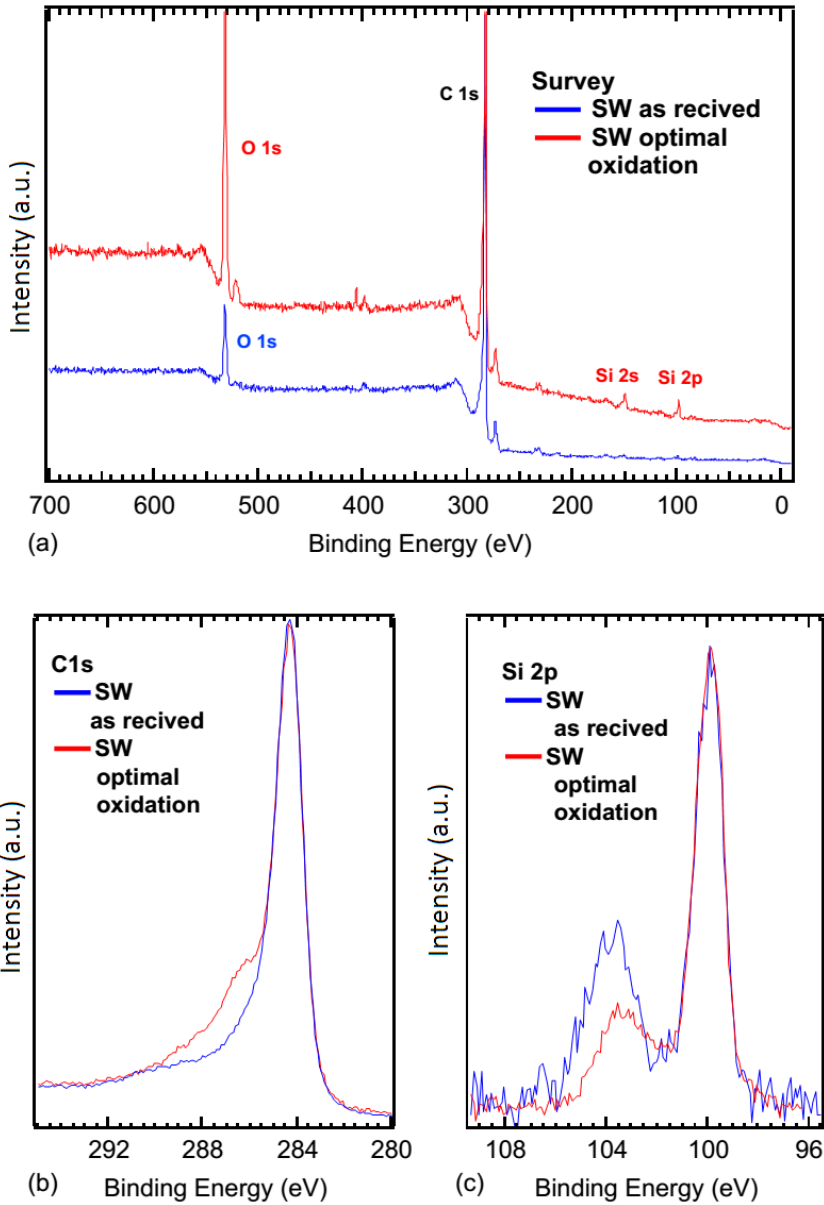 Survey
SW as recived
SW optimal
oxidation
C 1s
O 1s
O 1s
Si 2s
Si 2p
Intensity (a.u.)
700 600 500 400 300 200 100 0
(a)
Binding Energy (eV)
C1s
SW
as recived
SW
optimal
oxidation
Intensity (a.u.)
292 288 284 280
(b)
Binding Energy (eV)
Si 2p
SW
as recived
SW
optimal
oxidation
Intensity (a.u.)
108 104 100 96
(c)
Binding Energy (eV)